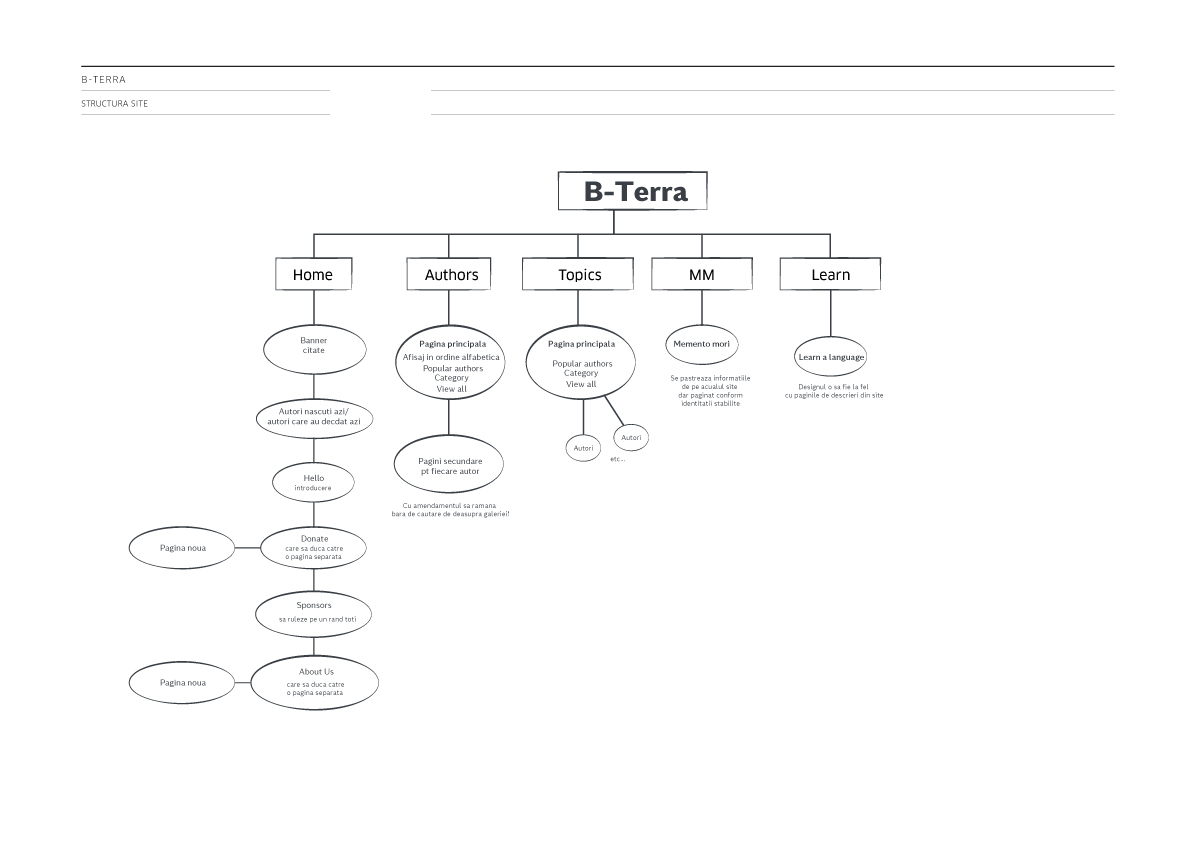 B-TERRA
STRUCTURA SITE
B-Terra
Home
Authors
Topics
MM
Learn
Banner
citate
Autori nascuti azi/
autori care au decdat azi
Hello
introducere
Donate
care sa duca catre
o pagina separata
Pagina noua
Sponsors
sa ruleze pe un rand toti
About Us
care sa duca catre
o pagina separata
Pagina noua
Pagina principala
Afisaj in ordine alfabetica
Popular authors
Category
View all
Pagini secundare
pt fiecare autor
Cu amendamentul sa ramana
bara de cautare de deasupra galeriei!
Pagina principala
Popular authors
Category
View all
Autori
Autori
etc...
Memento mori
Se pastreaza informatiile
de pe acualul site
dar paginat conform
identitatii stabilite
Learn a language
Designul o sa fie la fel
cu paginile de descrieri din site